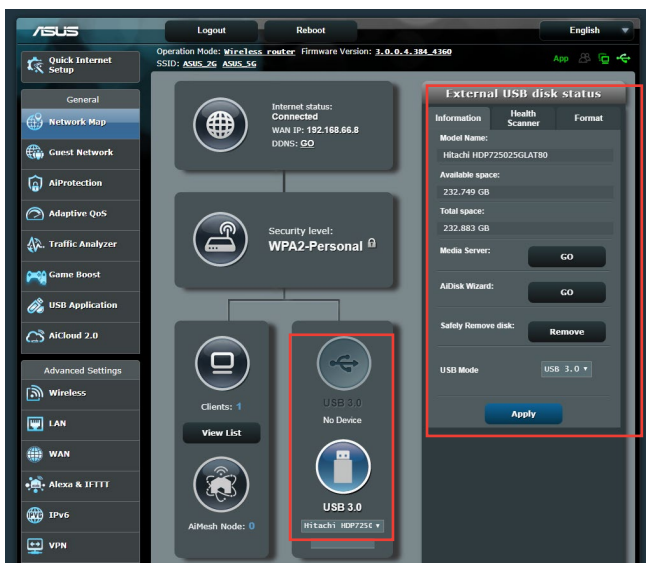 ASUS
Logout
Reboot
English
Operation Mode: Wireless router Firmware Version: 3.0.0.4.384_4360
SSID: ASUS_2G ASUS_5G
App
Quick Internet
Setup
General
Network Map
Guest Network
AiProtection
Adaptive QoS
Traffic Analyzer
Game Boost
USB Application
AiCloud 2.0
Advanced Settings
Wireless
LAN
WAN
Alexa & IFTTT
IPv6
VPN
Internet status:
Connected
WAN IP: 192.168.66.8
DDNS: GO
Security level:
WPA2-Personal
Clients: 1
View List
AiMesh Node: 0
USB 3.0
No Device
USB 3.0
Hitachi HDP725C
External USB disk status
Information
Health
Scanner
Format
Model Name:
Hitachi HDP725025GLAT80
Available space:
232.749 GB
Total space:
232.883 GB
Media Server:
GO
AiDisk Wizard:
GO
Safely Remove disk:
Remove
USB Mode
USB 3.0
Apply